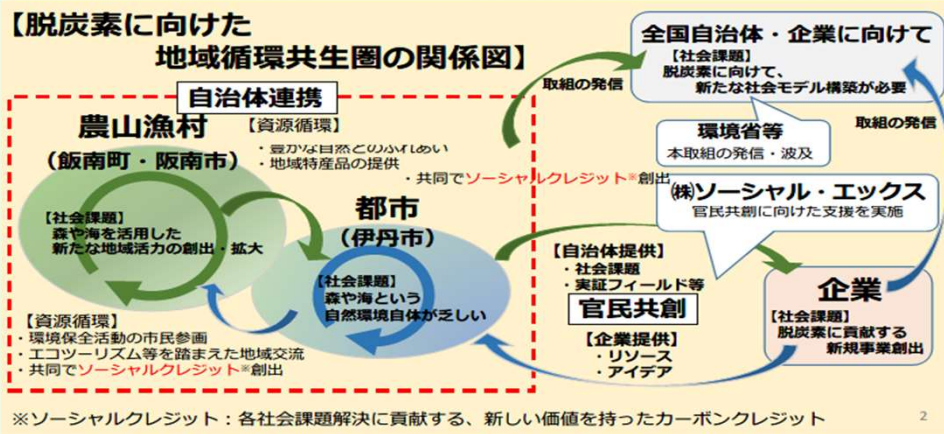 【脱炭素に向けた
地域循環共生圏の関係図】
自治体連携
農山漁村
(飯南町・阪南市)
【資源循環】
・豊かな自然とのふれあい
・地域特産品の提供
・共同でソーシャルクレジット※創出
【社会課題】
森や海を活用した
新たな地域活力の創出・拡大
都市
(伊丹市)
【社会課題】
森や海という
自然環境自体が乏しい
【資源循環】
・環境保全活動の市民参画
・エコツーリズム等を踏まえた地域交流
・共同でソーシャルクレジット※創出
取組の発信
全国自治体・企業に向けて
【社会課題】
脱炭素に向けて、
新たな社会モデル構築が必要
取組の発信
環境省等
本取組の発信・波及
㈱ソーシャル・エックス
官民共創に向けた支援を実施
【自治体提供】
・社会課題
・実証フィールド等
官民共創
【企業提供】
・リソース
・アイデア
企業
【社会課題】
脱炭素に貢献する
新規事業創出
※ソーシャルクレジット：各社会課題解決に貢献する、新しい価値を持ったカーボンクレジット
2